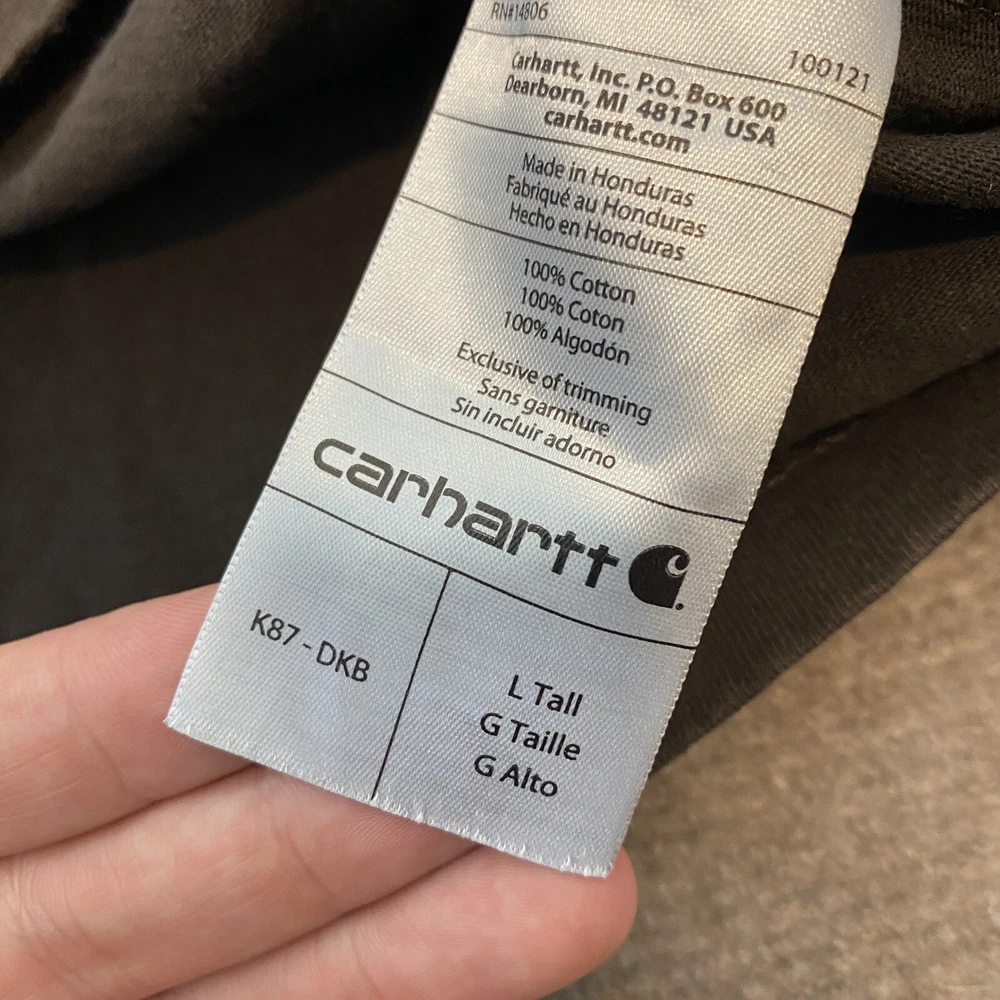 RN#14806
100121
Carhartt, Inc. P.O. Box 600
Dearborn, MI 48121 USA
carhartt.com
Made in Honduras
Fabriqué au Honduras
Hecho en Honduras
100% Cotton
100% Coton
100% Algodón
Exclusive of trimming
Sans garniture
Sin incluir adorno
carhartt
K87 - DKB
L Tall
G Taille
G Alto